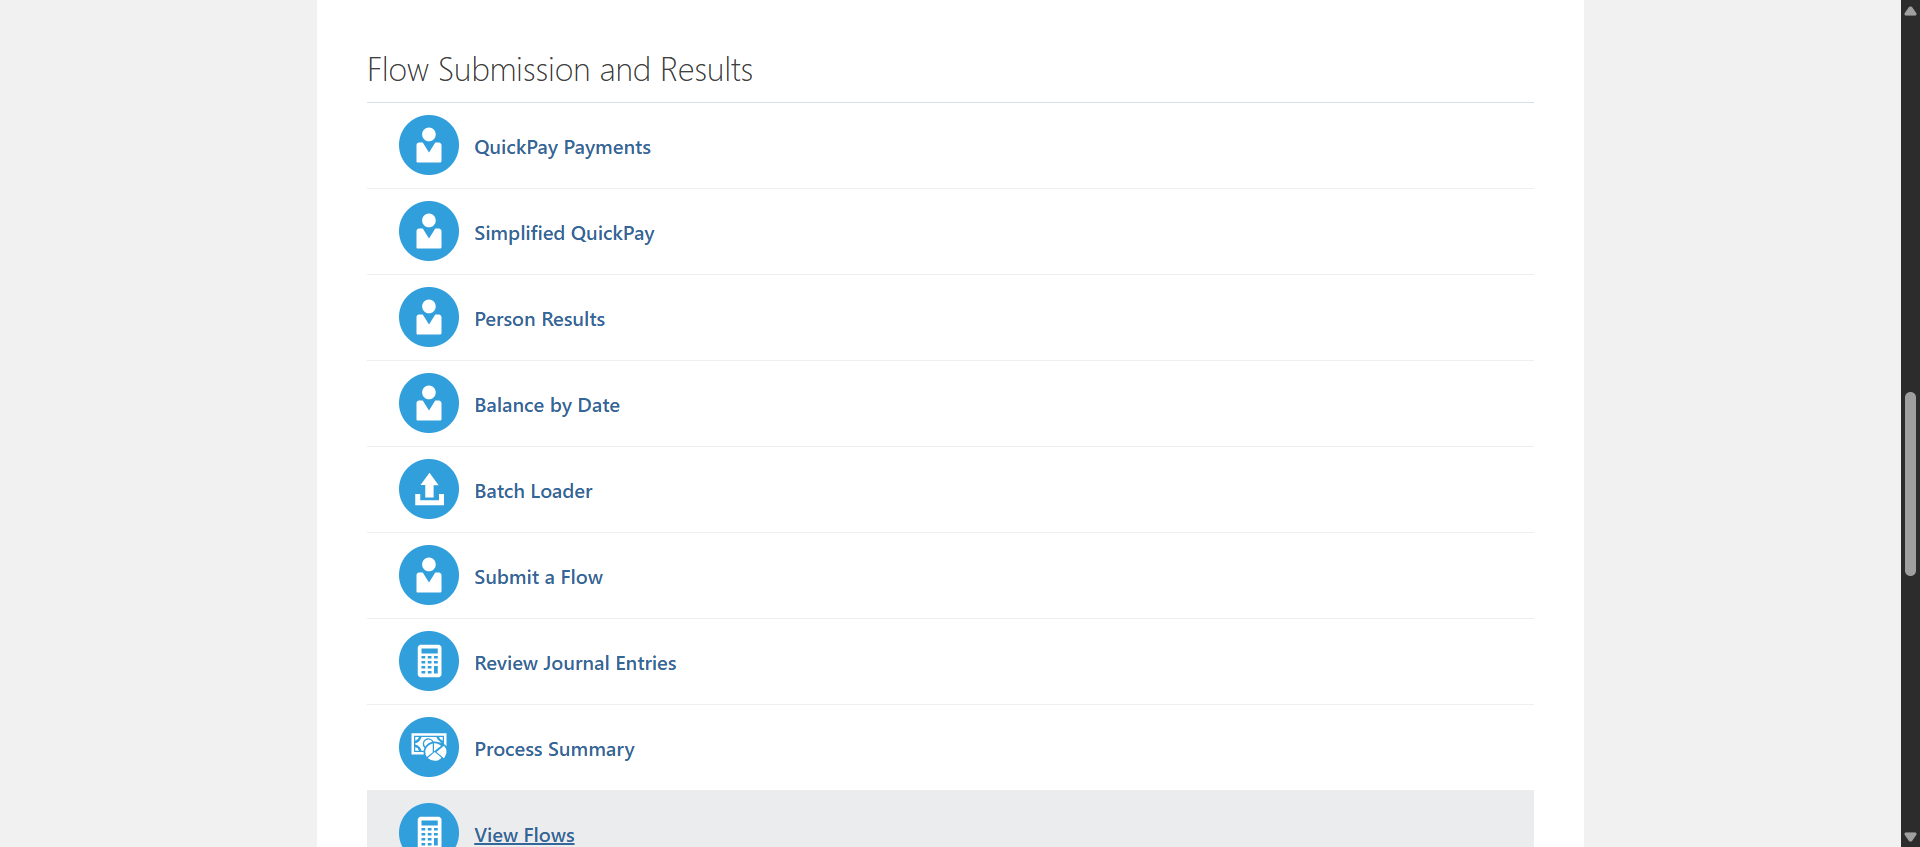 Flow Submission and Results
QuickPay Payments
Simplified QuickPay
Person Results
Balance by Date
Batch Loader
Submit a Flow
Review Journal Entries
Process Summary
View Flows